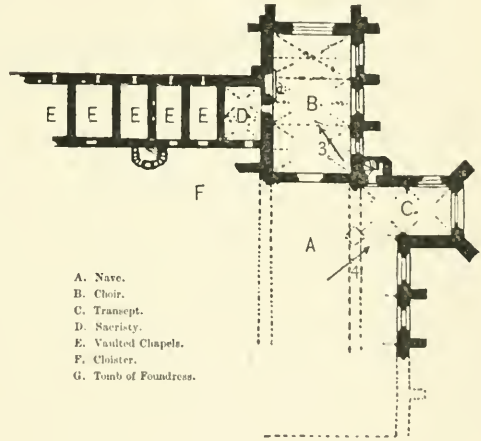 E E E E E D
a
B
3
C
F
A
4
A. Nave.
B. Choir.
C. Transept.
D. Sacristy.
E. Vaulted Chapels.
F. Cloister.
G. Tomb of Foundress.